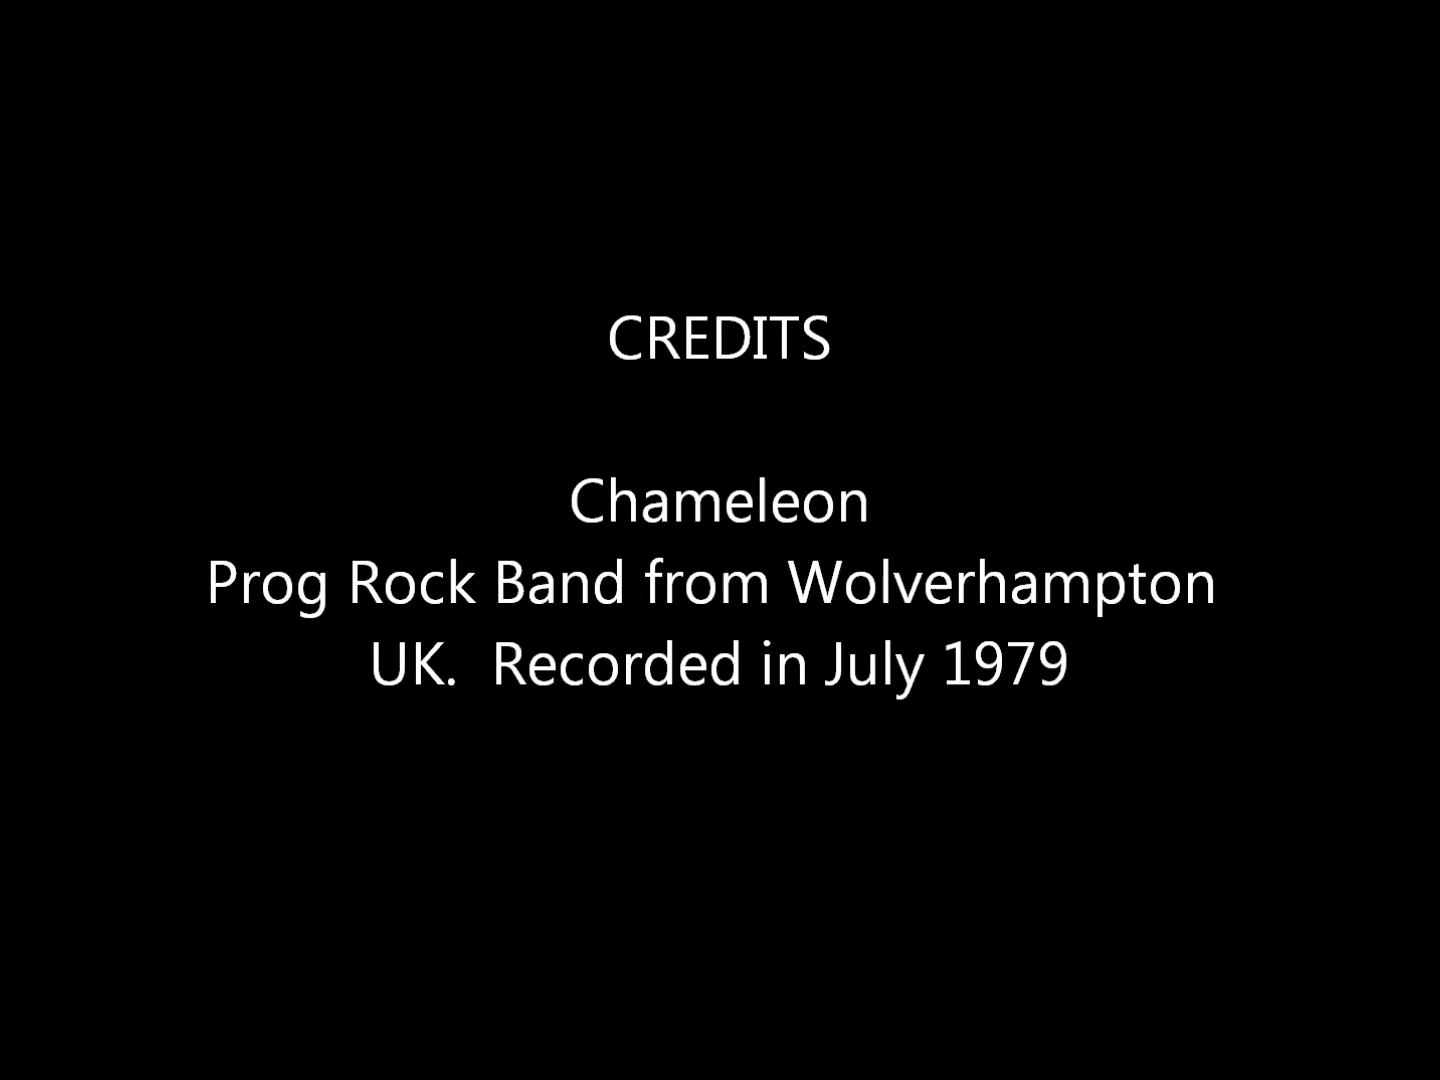 CREDITS
Chameleon
Prog Rock Band from Wolverhampton
UK.  Recorded in July 1979